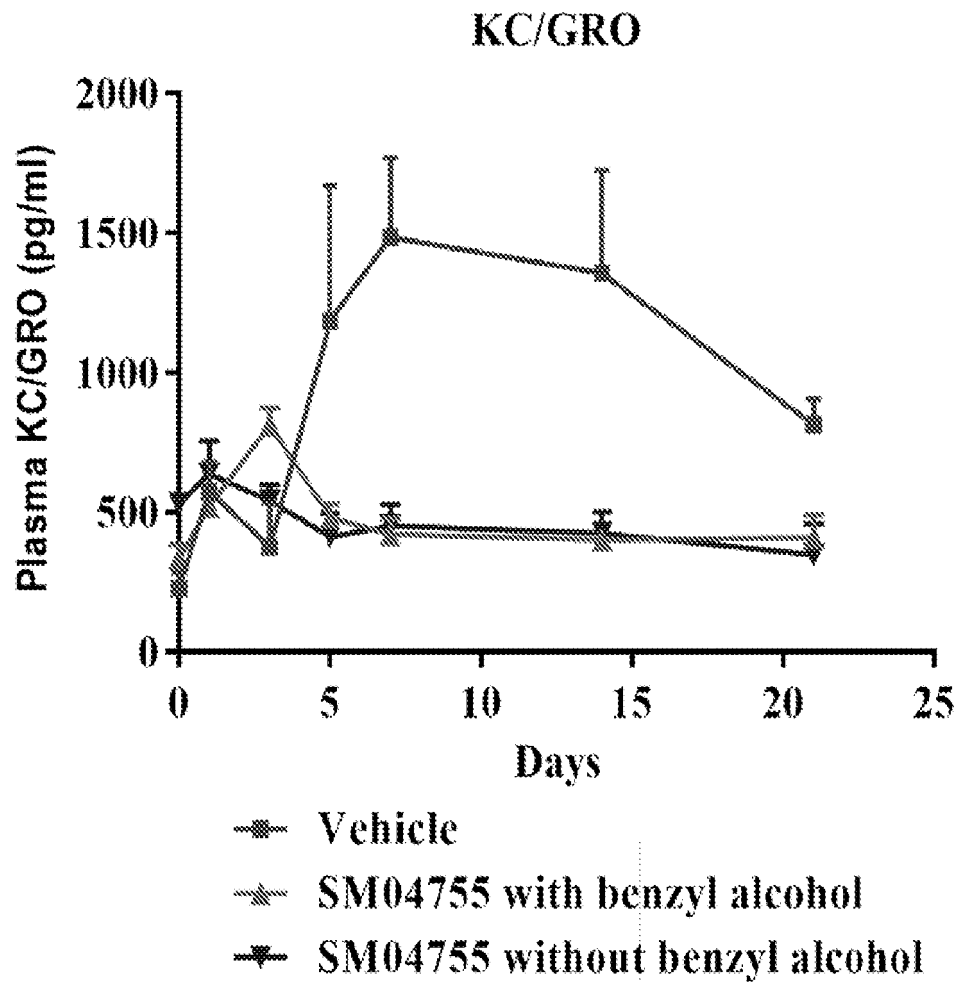 KC/GRO
2000
1500
1000
500
0
Plasma KC/GRO (pg/ml)
0 5 10 15 20 25
Days
Vehicle
SM04755 with benzyl alcohol
SM04755 without benzyl alcohol